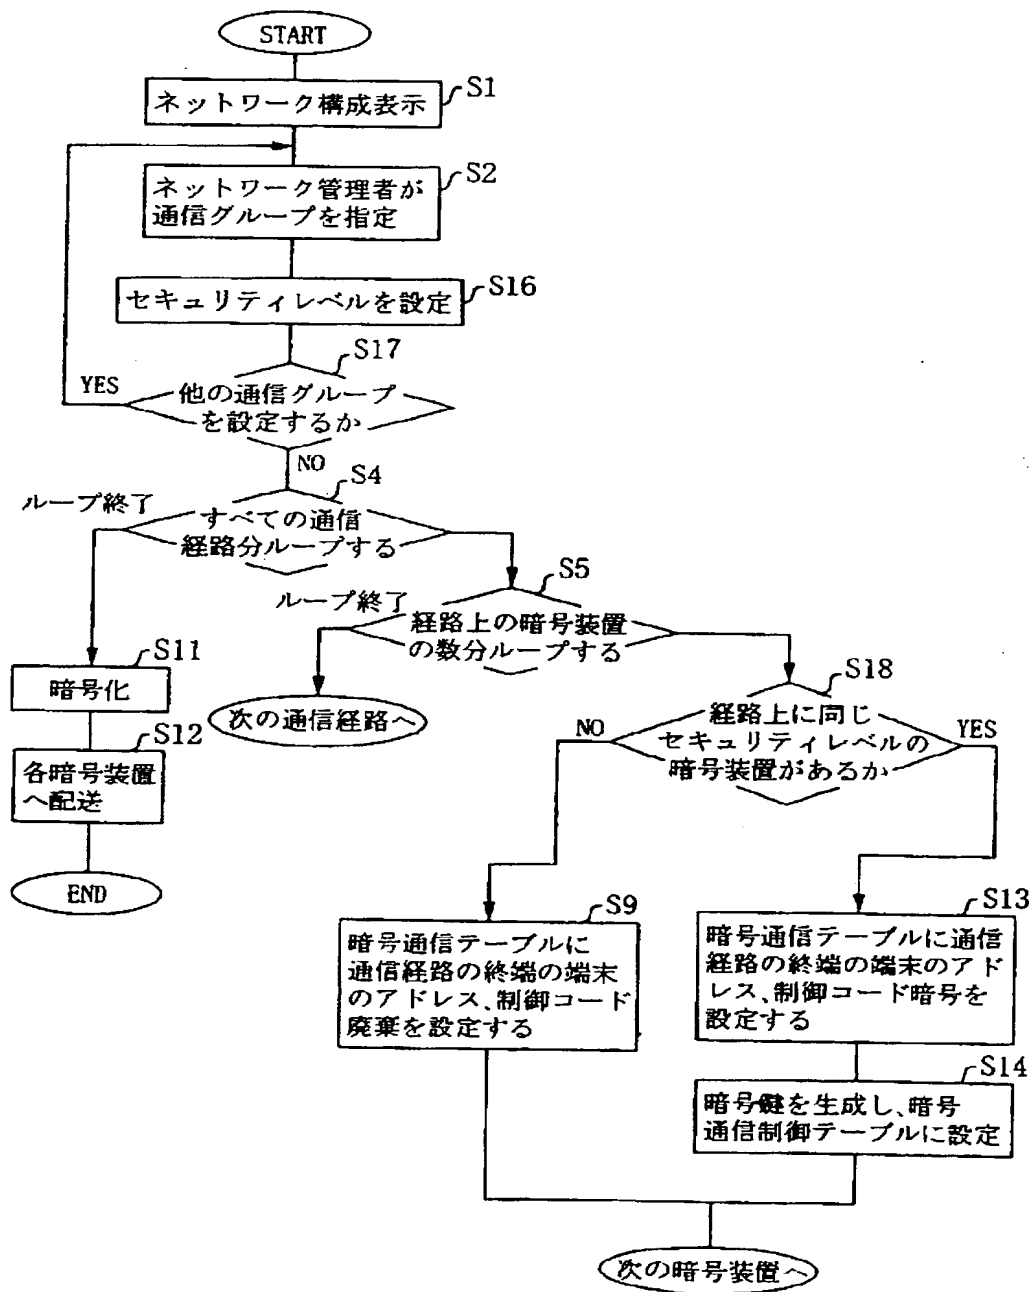 START
S1
ネットワーク構成表示
S2
ネットワーク管理者が
通信グループを指定
S16
セキュリティレベルを設定
S17
YES
他の通信グループ
を設定するか
NO
S4
ループ終了
すべての通信
経路分ループする
S5
ループ終了
経路上の暗号装置
の数分ループする
S11
暗号化
S12
各暗号装置
へ配送
END
次の通信経路へ
S18
NO
経路上に同じ
セキュリティレベルの
暗号装置があるか
YES
S9
暗号通信テーブルに
通信経路の終端の端末
のアドレス、制御コード
廃棄を設定する
S13
暗号通信テーブルに通信
経路の終端の端末のアド
レス、制御コード暗号を
設定する
S14
暗号鍵を生成し、暗号
通信制御テーブルに設定
次の暗号装置へ